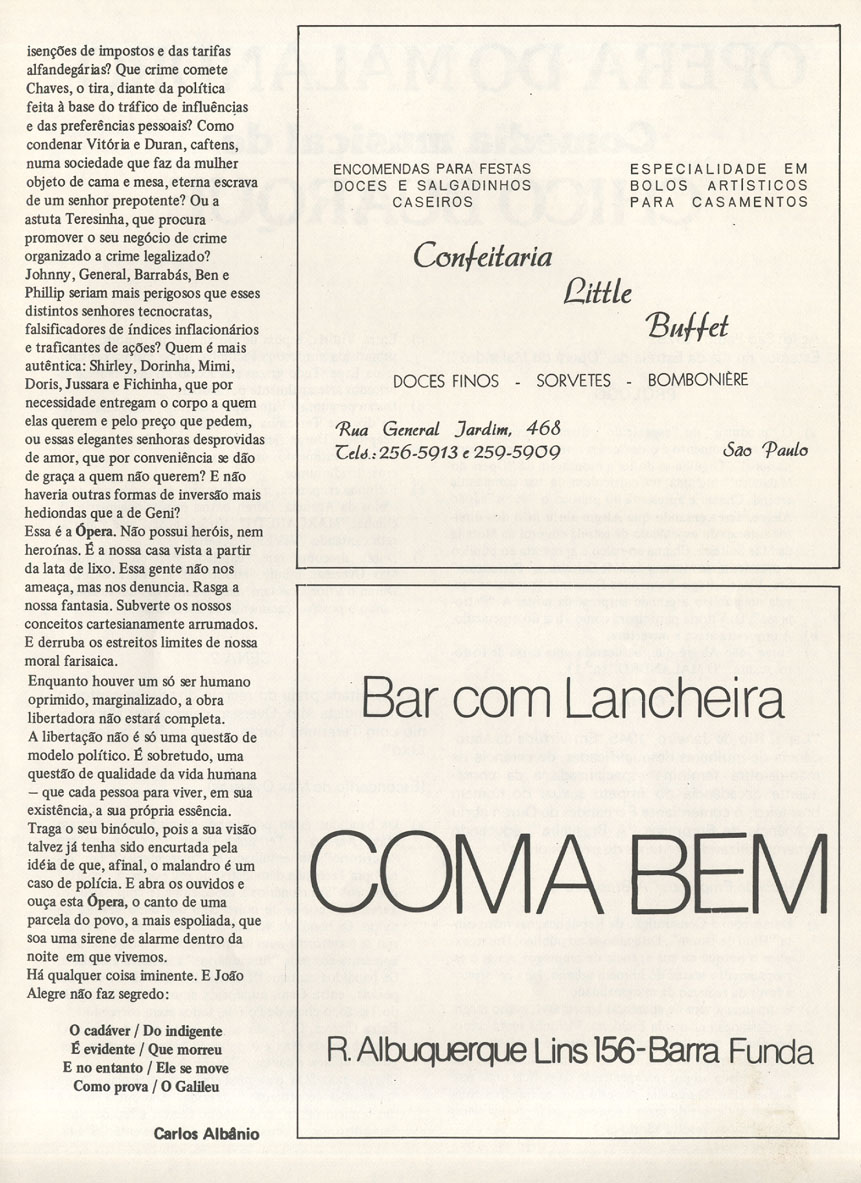 isenções de impostos e das tarifas
alfandegárias? Que crime comete
Chaves, o tira, diante da política
feita à base do tráfico de influências
e das preferências pessoais? Como
condenar Vitória e Duran, caftens,
numa sociedade que faz da mulher
objeto de cama e mesa, eterna escrava
de um senhor prepotente? Ou a
astuta Teresinha, que procura
promover o seu negócio de crime
organizado a crime legalizado?
Johnny, General, Barrabás, Ben e
Phillip seriam mais perigosos que esses
distintos senhores tecnocratas,
falsificadores de índices inflacionários
e traficantes de ações? Quem é mais
autêntica: Shirley, Dorinha, Mimi,
Doris, Jussara e Fichinha, que por
necessidade entregam o corpo a quem
elas querem e pelo preço que pedem,
ou essas elegantes senhoras desprovidas
de amor, que por conveniência se dão
de graça a quem não querem? E não
haveria outras formas de inversão mais
hediondas que a de Geni?
Essa é a Ópera. Não possui heróis, nem
heroínas. É a nossa casa vista a partir
da lata de lixo. Essa gente não nos
ameaça, mas nos denuncia. Rasga a
nossa fantasia. Subverte os nossos
conceitos cartesianamente arrumados.
E derruba os estreitos limites de nossa
moral farisaica.
Enquanto houver um só ser humano
oprimido, marginalizado, a obra
libertadora não estará completa.
A libertação não é só uma questão de
modelo político. É sobretudo, uma
questão de qualidade da vida humana
— que cada pessoa para viver, em sua
existência, a sua própria essência.
Traga o seu binóculo, pois a sua visão
talvez já tenha sido encurtada pela
idéia de que, afinal, o malandro é um
caso de polícia. E abra os ouvidos e
ouça esta Ópera, o canto de uma
parcela do povo, a mais espoliada, que
soa uma sirene de alarme dentro da
noite em que vivemos.
Há qualquer coisa iminente. E João
Alegre não faz segredo:
O cadáver / Do indigente
É evidente / Que morreu
E no entanto / Ele se move
Como prova / O Galileu
Carlos Albânio
ENCOMENDAS PARA FESTAS
DOCES E SALGADINHOS
CASEIROS
ESPECIALIDADE EM
BOLOS ARTÍSTICOS
PARA CASAMENTOS
Confeitaria
Little
Buffet
DOCES FINOS - SORVETES - BOMBONIÈRE
Rua General Jardim, 468
Tels.: 256-5913 e 259-5909
São Paulo
Bar com Lancheira
COMA BEM
R. Albuquerque Lins 156-Barra Funda